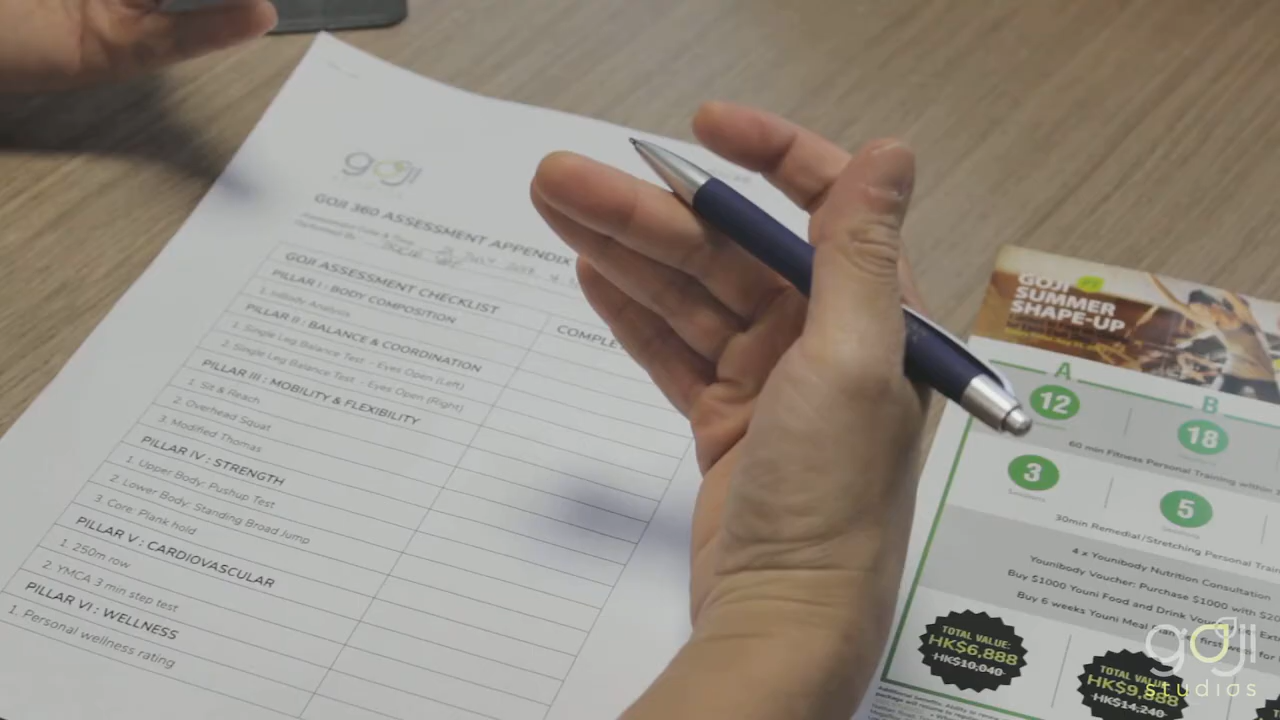 goji
GOJI 360 ASSESSMENT APPENDIX
Performed By
GOJI ASSESSMENT CHECKLIST
PILLAR I : BODY COMPOSITION
1. InBody Analysis
PILLAR II : BALANCE & COORDINATION
1. Single Leg Balance Test - Eyes Open (Left)
2. Single Leg Balance Test - Eyes Open (Right)
PILLAR III : MOBILITY & FLEXIBILITY
1. Sit & Reach
2. Overhead Squat
3. Modified Thomas
PILLAR IV : STRENGTH
1. Upper Body: Pushup Test
2. Lower Body: Standing Broad Jump
3. Core: Plank hold
PILLAR V : CARDIOVASCULAR
1. 250m row
2. YMCA 3 min step test
PILLAR VI : WELLNESS
1. Personal wellness rating
GOJI
SUMMER
SHAPE-UP
A
B
12
18
60 min Fitness Personal Training within
3
5
30min Remedial/Stretching Personal
4 x Younibody Nutrition Consultation
Younibody Voucher: Purchase $1000 with
Buy $1000 Youni Food and Drink
Buy 6 weeks Youni Meal
TOTAL VALUE:
HK$6,888
HK$10,040
TOTAL
HK$9,888
HK$14,240
goji
studios